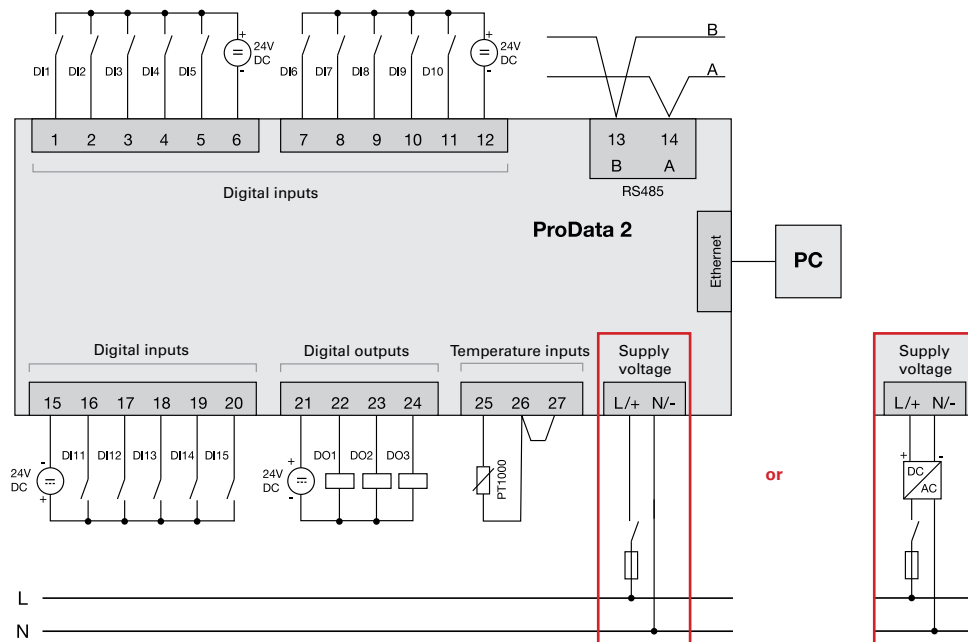 DI1 DI2 DI3 DI4 DI5 + 24V DC -
DI6 DI7 DI8 DI9 D10 + 24V DC -
B
A
1 2 3 4 5 6
7 8 9 10 11 12
13 14
B A
RS485
Digital inputs
ProData 2
Ethernet
PC
Digital inputs
Digital outputs
Temperature inputs
Supply
voltage
Supply
voltage
15 16 17 18 19 20
21 22 23 24
25 26 27
L/+ N/-
L/+ N/-
24V DC - + DI11 DI12 DI13 DI14 DI15
24V DC + - DO1 DO2 DO3
PT1000
or
+ -
DC
AC
L
N